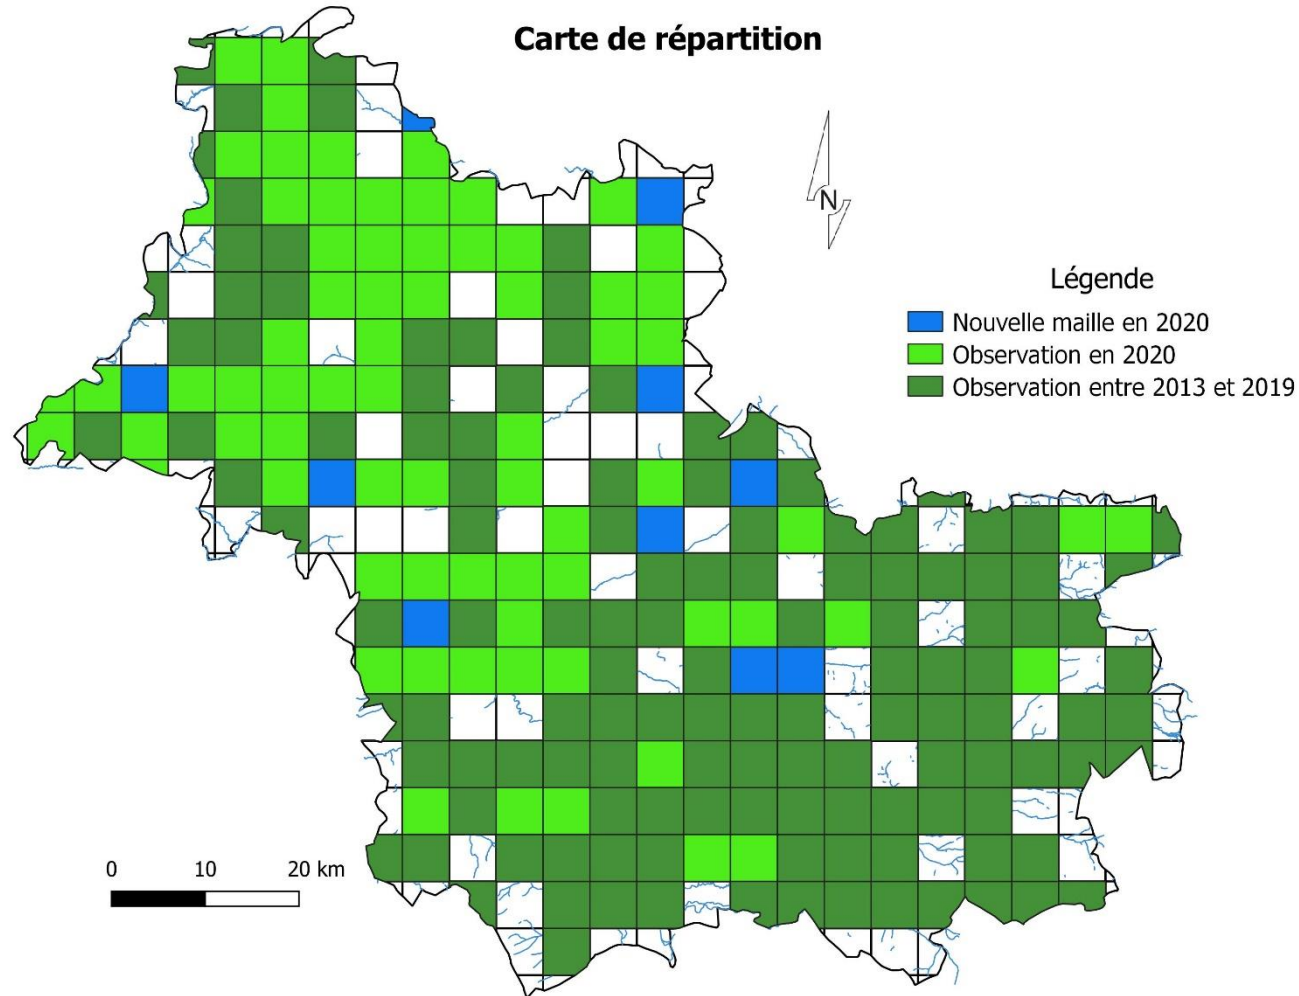 Carte de répartition
N
Légende
Nouvelle maille en 2020
Observation en 2020
Observation entre 2013 et 2019
0 10 20 km